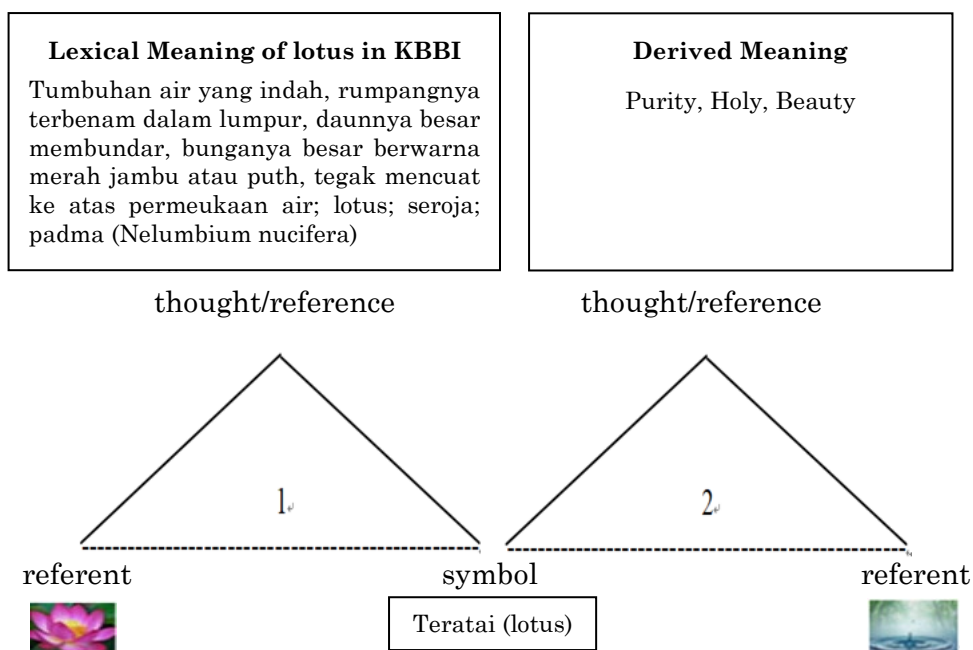 Lexical Meaning of lotus in KBBI
Tumbuhan air yang indah, rumpangnya
terbenam dalam lumpur, daunnya besar
membundar, bunganya besar berwarna
merah jambu atau puth, tegak mencuat
ke atas permeukaan air; lotus; seroja;
padma (Nelumbium nucifera)
Derived Meaning
Purity, Holy, Beauty
thought/reference
thought/reference
1
2
referent
symbol
referent
Teratai (lotus)